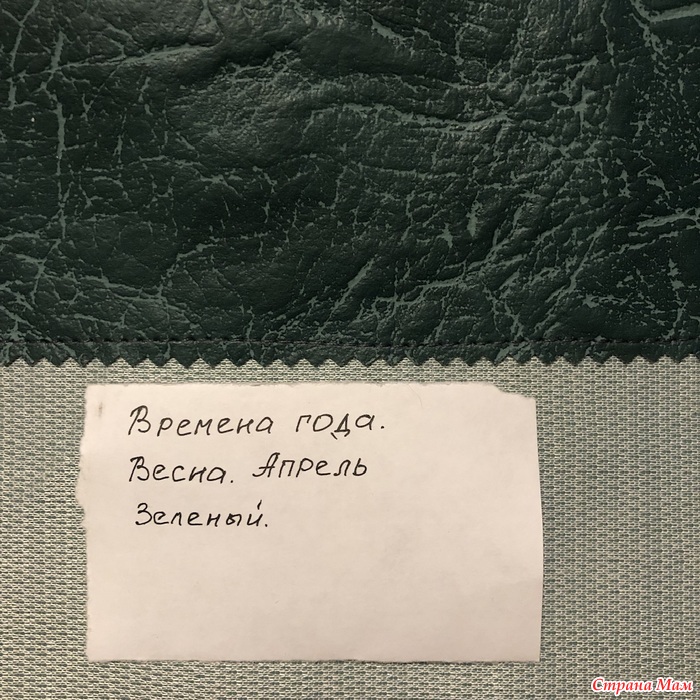 Времена года.
Весна. Апрель
Зеленый.
Страна Мам